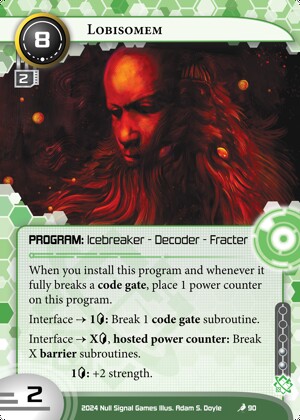 8
LOBISOMEM
2
PROGRAM: Icebreaker - Decoder - Fracter
When you install this program and whenever it
fully breaks a code gate, place 1 power counter
on this program.
Interface → 1: Break 1 code gate subroutine.
Interface → X, hosted power counter: Break
X barrier subroutines.
1: +2 strength.
2
2024 Null Signal Games Illus. Adam S. Doyle 90